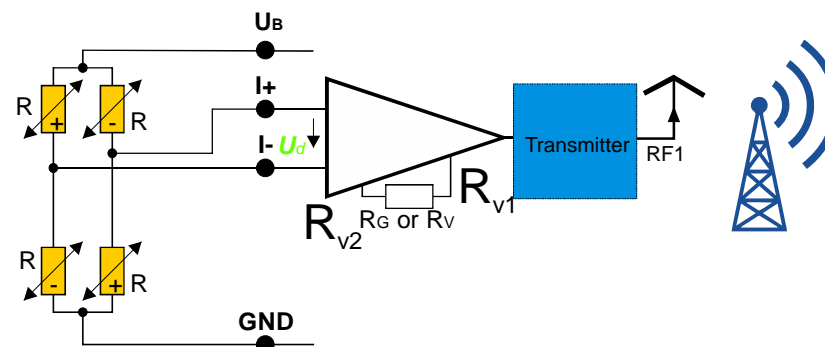 UB
I+
I- Ud
R
+
-
R
Transmitter
RF1
Rv1
RG or RV
Rv2
R
-
+
R
GND